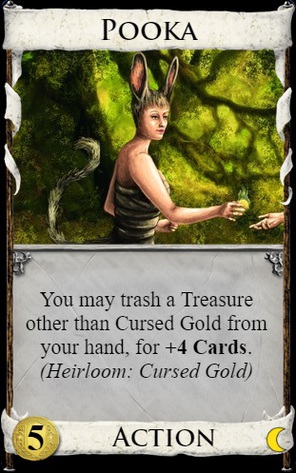 POOKA
You may trash a Treasure
other than Cursed Gold from
your hand, for +4 Cards.
(Heirloom: Cursed Gold)
5
ACTION